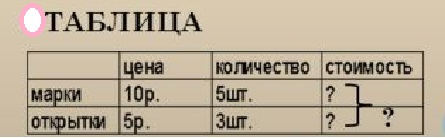 ТАБЛИЦА
цена количество стоимость
марки 10р. 5шт. ?
открытки 5р. 3шт. ? ?